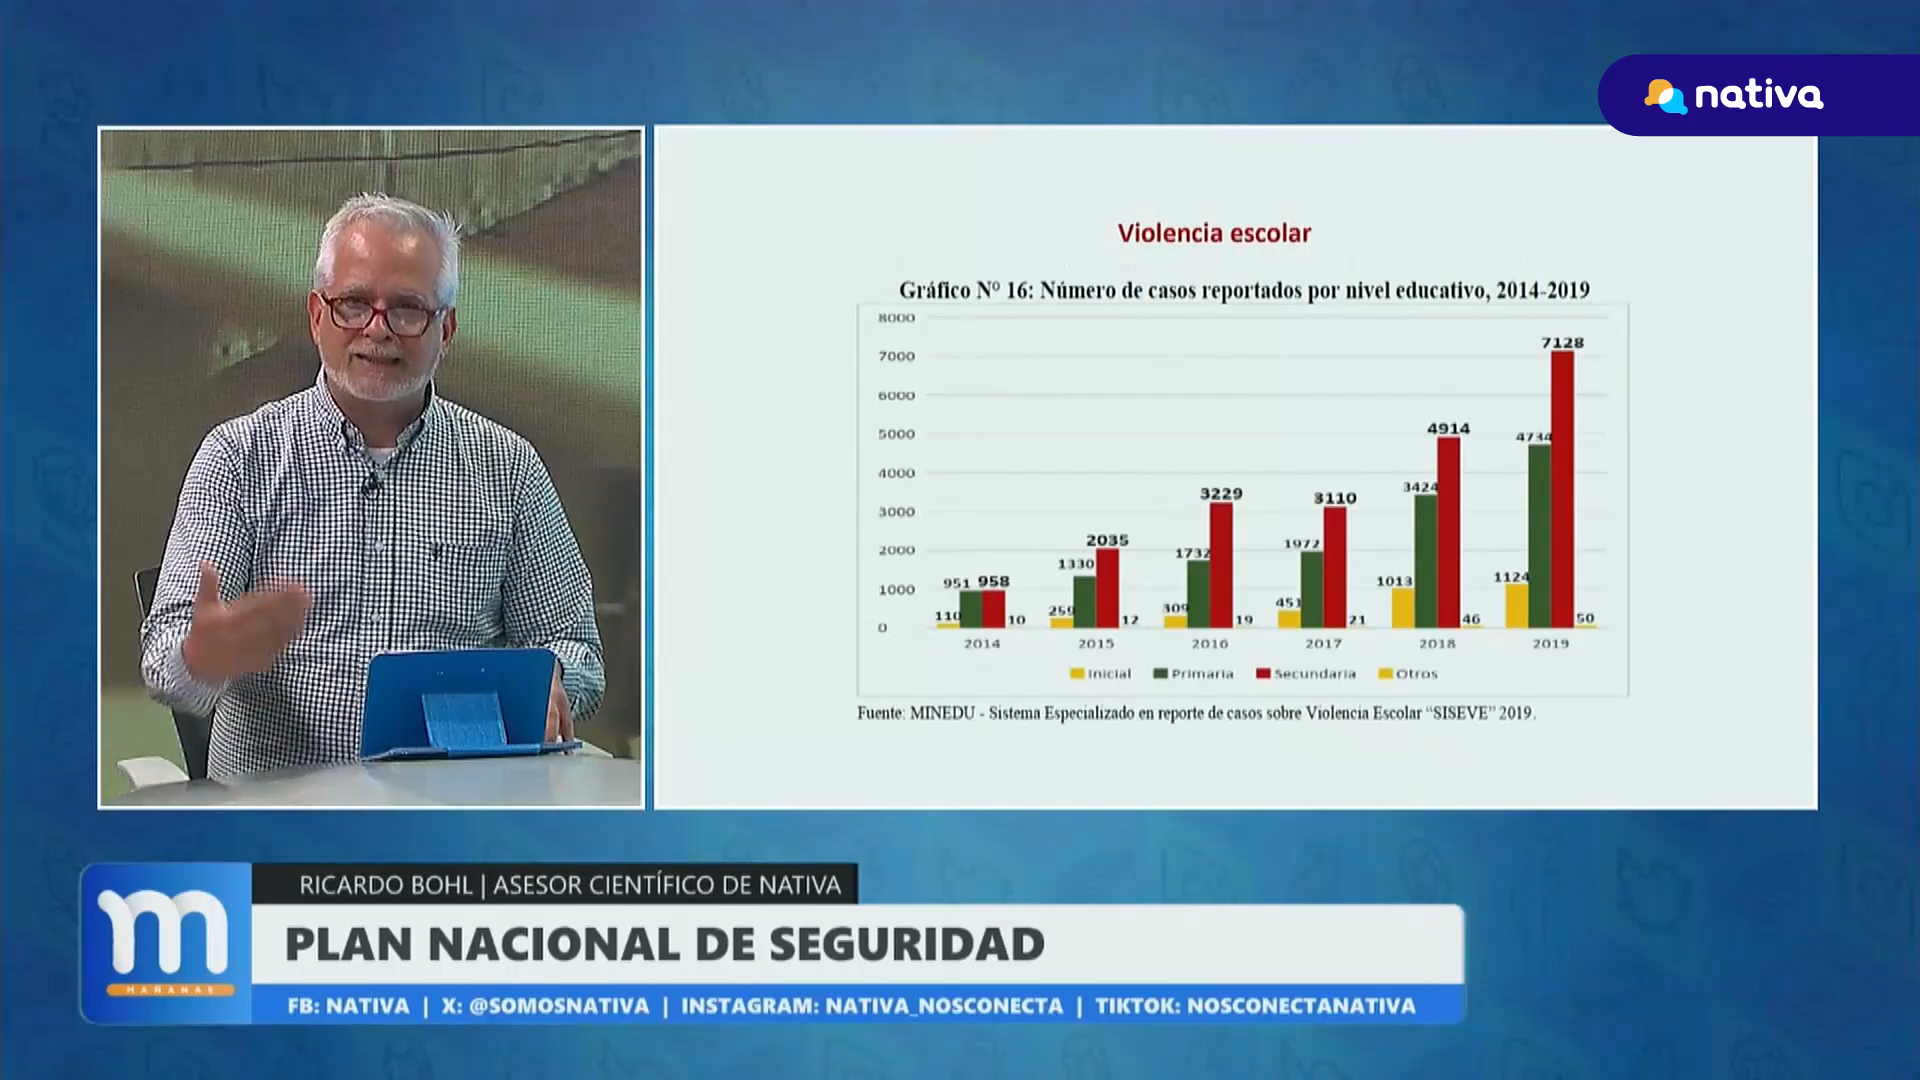 nativa
Violencia escolar
Gráfico Nº 16: Número de casos reportados por nivel educativo, 2014-2019
8000
7000
6000
5000
4000
3000
2000
1000
0
110 951 958 10
259 1330 2035 12
309 1732 3229 19
451 1972 3110 21
1013 3424 4914 46
1124 4734 7128 50
2014 2015 2016 2017 2018 2019
Inicial Primaria Secundaria Otros
Fuente: MINEDU - Sistema Especializado en reporte de casos sobre Violencia Escolar “SISEVE” 2019.
RICARDO BOHL | ASESOR CIENTÍFICO DE NATIVA
PLAN NACIONAL DE SEGURIDAD
m
MAÑANAS
FB: NATIVA | X: @SOMOSNATIVA | INSTAGRAM: NATIVA_NOSCONECTA | TIKTOK: NOSCONECTANATIVA